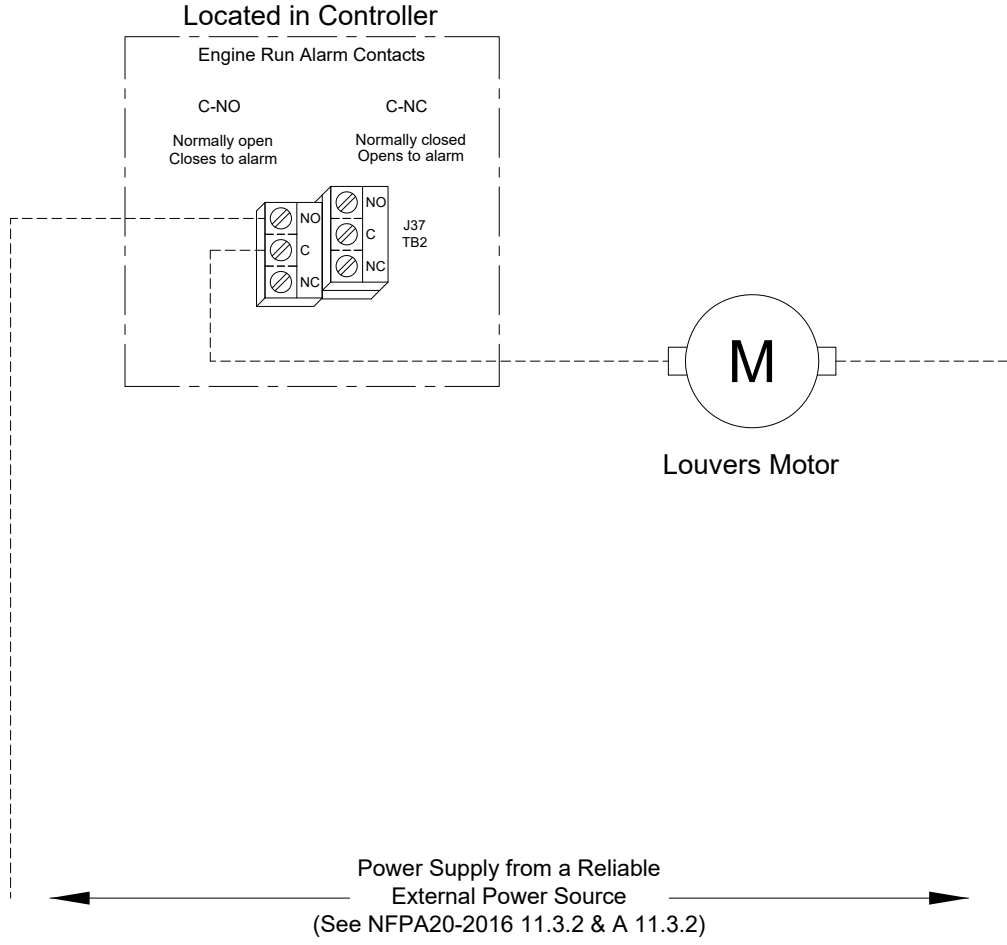 Located in Controller
Engine Run Alarm Contacts
C-NO
C-NC
Normally open
Closes to alarm
Normally closed
Opens to alarm
NO
C
NC
NO
C
NC
J37
TB2
M
Louvers Motor
Power Supply from a Reliable
External Power Source
(See NFPA20-2016 11.3.2 & A 11.3.2)